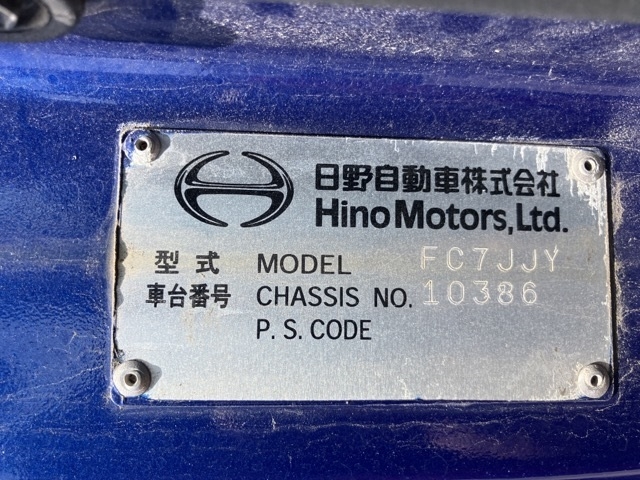 日野自動車株式会社
Hino Motors, Ltd.
型式 MODEL FC7JJY
車台番号 CHASSIS NO. 10386
P. S. CODE